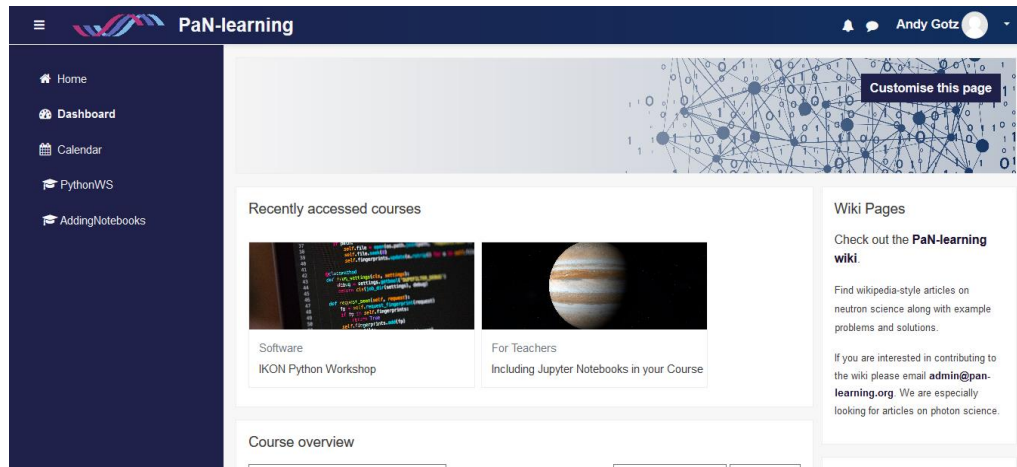 PaN-learning
Andy Gotz
Home
Dashboard
Calendar
PythonWS
AddingNotebooks
Customise this page
Recently accessed courses
Software
IKON Python Workshop
For Teachers
Including Jupyter Notebooks in your Course
Course overview
Wiki Pages
Check out the PaN-learning
wiki.
Find wikipedia-style articles on
neutron science along with example
problems and solutions.
If you are interested in contributing to
the wiki please email admin@pan-
learning.org. We are especially
looking for articles on photon science.